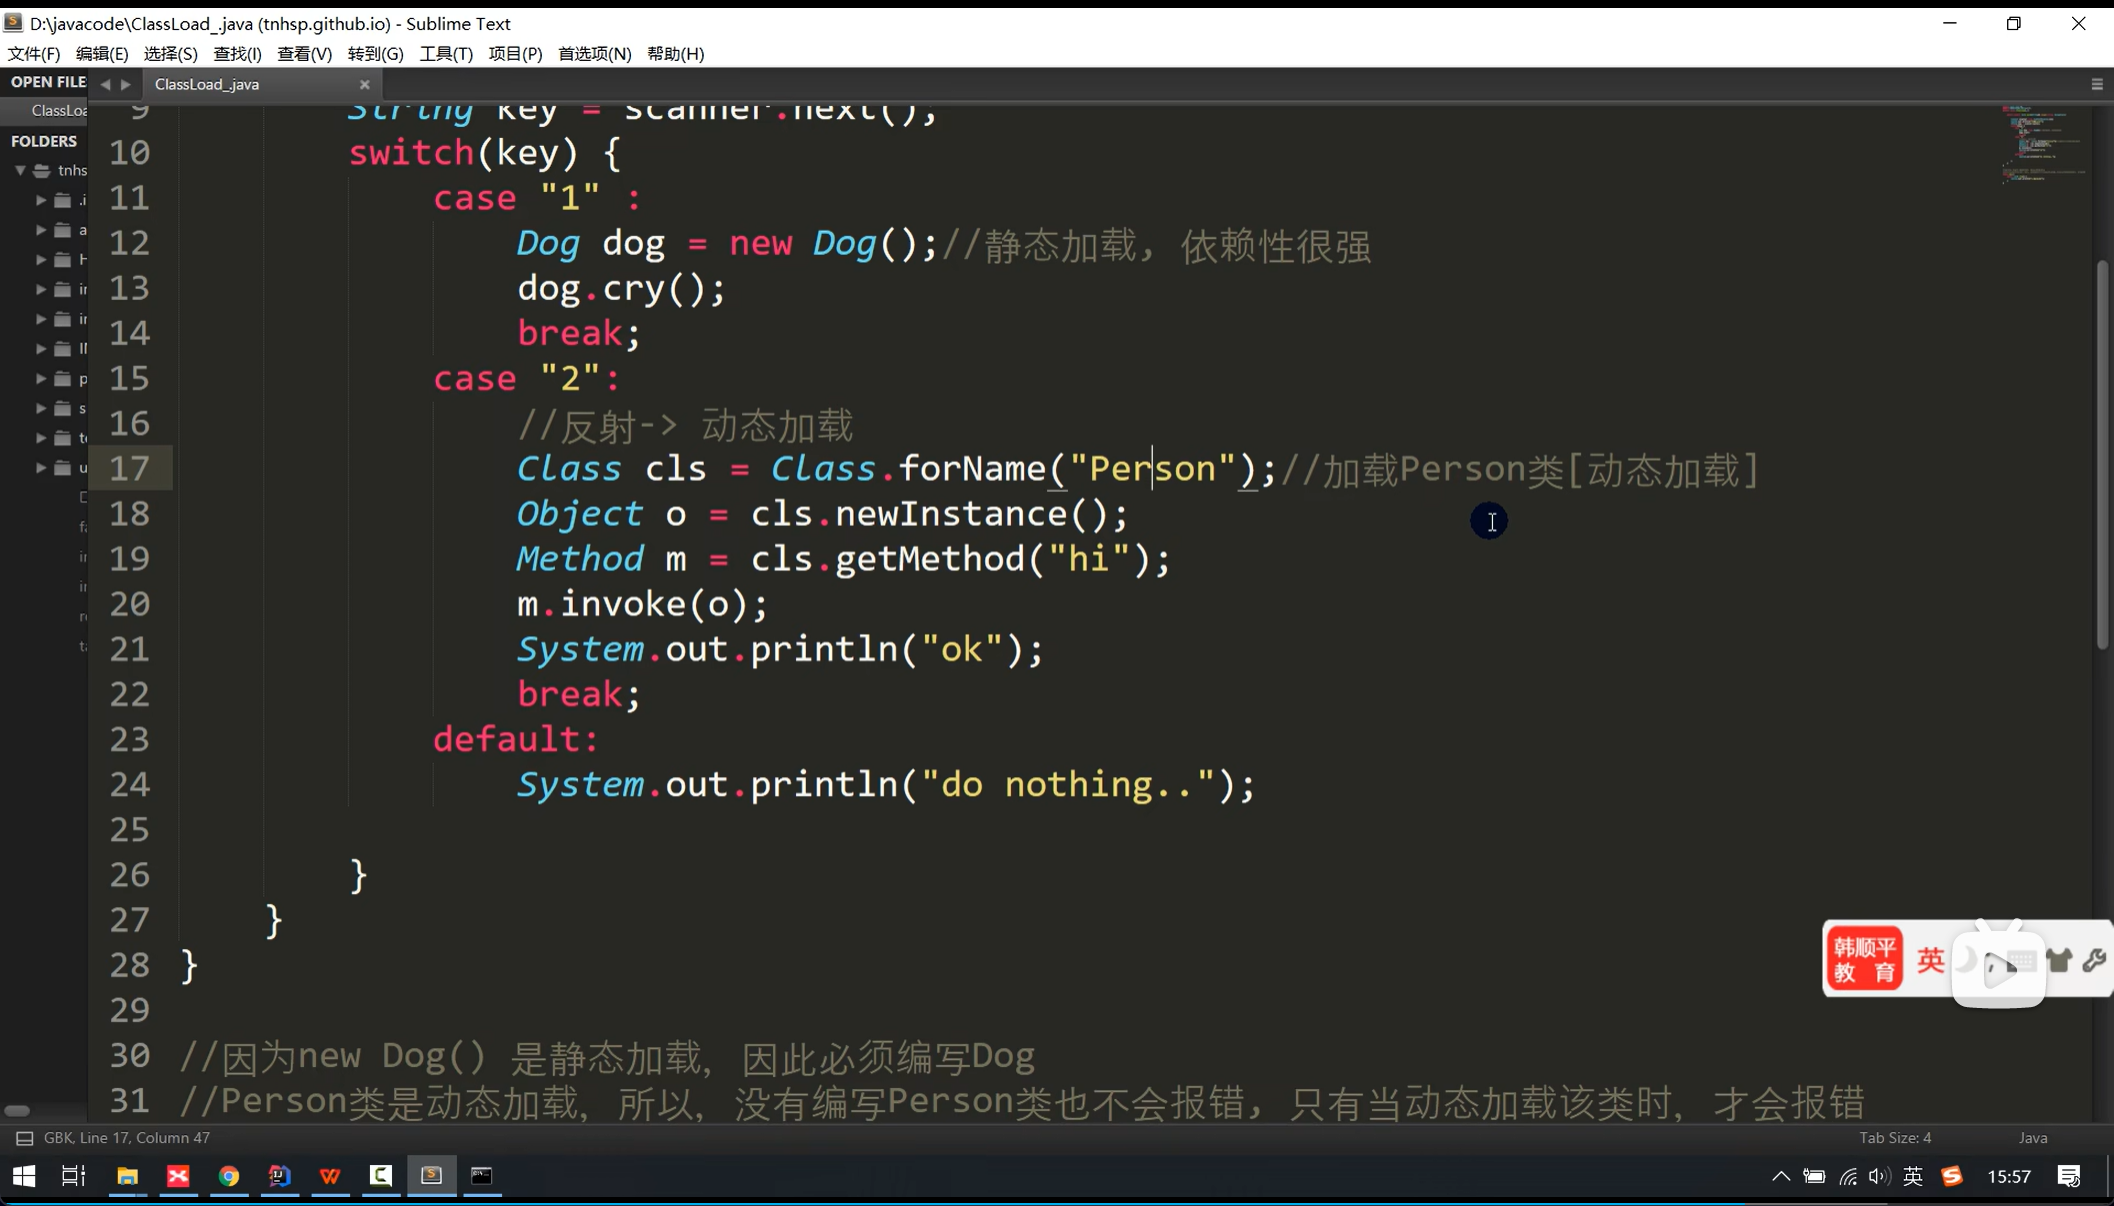 D:\javacode\ClassLoad_.java (tnhsp.github.io) - Sublime Text
文件(F) 编辑(E) 选择(S) 查找(I) 查看(V) 转到(G) 工具(T) 项目(P) 首选项(N) 帮助(H)
OPEN FILE
ClassLoad_.java
ClassLoa
FOLDERS
tnhs
9 String key = scanner.next();
10 switch(key) {
11 case "1" :
12 Dog dog = new Dog();//静态加载，依赖性很强
13 dog.cry();
14 break;
15 case "2":
16 //反射-> 动态加载
17 Class cls = Class.forName("Person");//加载Person类[动态加载]
18 Object o = cls.newInstance();
19 Method m = cls.getMethod("hi");
20 m.invoke(o);
21 System.out.println("ok");
22 break;
23 default:
24 System.out.println("do nothing..");
25
26 }
27 }
28 }
29
30 //因为new Dog() 是静态加载，因此必须编写Dog
31 //Person类是动态加载，所以，没有编写Person类也不会报错，只有当动态加载该类时，才会报错
韩顺平
教育
英
GBK, Line 17, Column 47
Tab Size: 4
Java
英
15:57